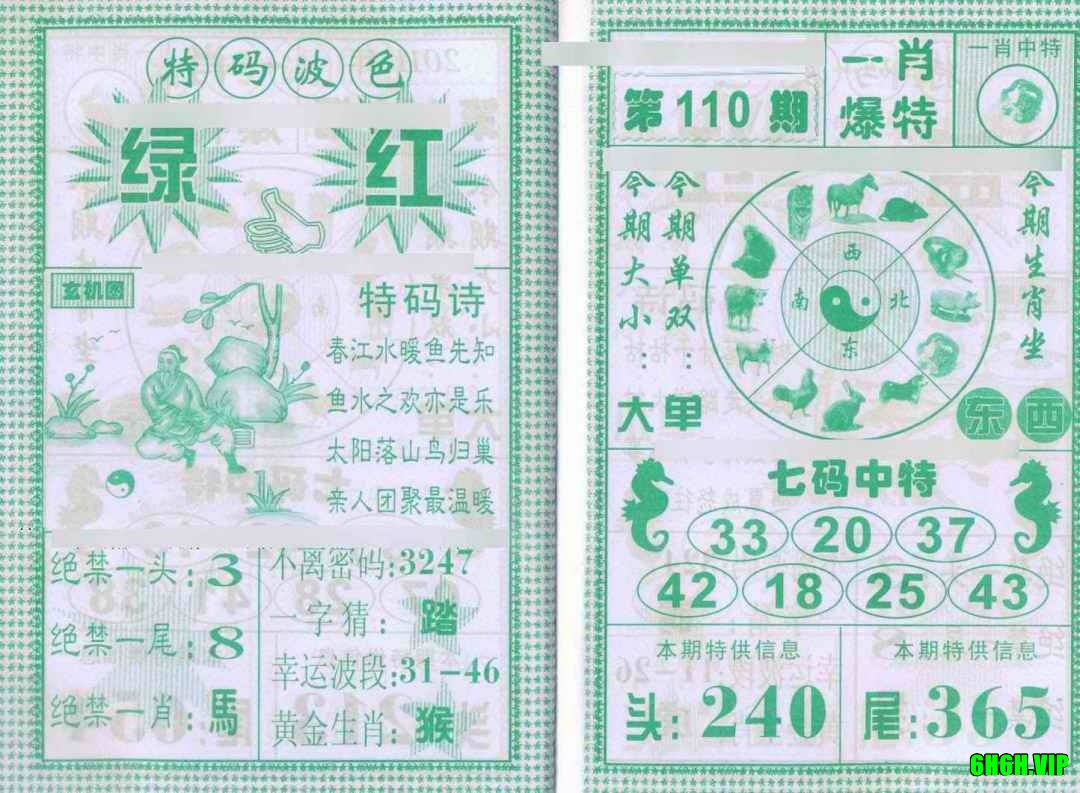 特码波色
绿 红
玄机图
特码诗
春江水暖鱼先知
鱼水之欢亦是乐
太阳落山鸟归巢
亲人团聚最温暖
绝禁一头:3
绝禁一尾:8
绝禁一肖:馬
不离密码:3247
一字猜:踏
幸运波段:31-46
黄金生肖:猴
第110期
一肖
爆特
一肖中特
今期大小:大
今期单双:单
西
南 北
东
今期生肖坐
东西
七码中特
33 20 37
42 18 25 43
本期特供信息
头:240
本期特供信息
尾:365
6H6H.VIP